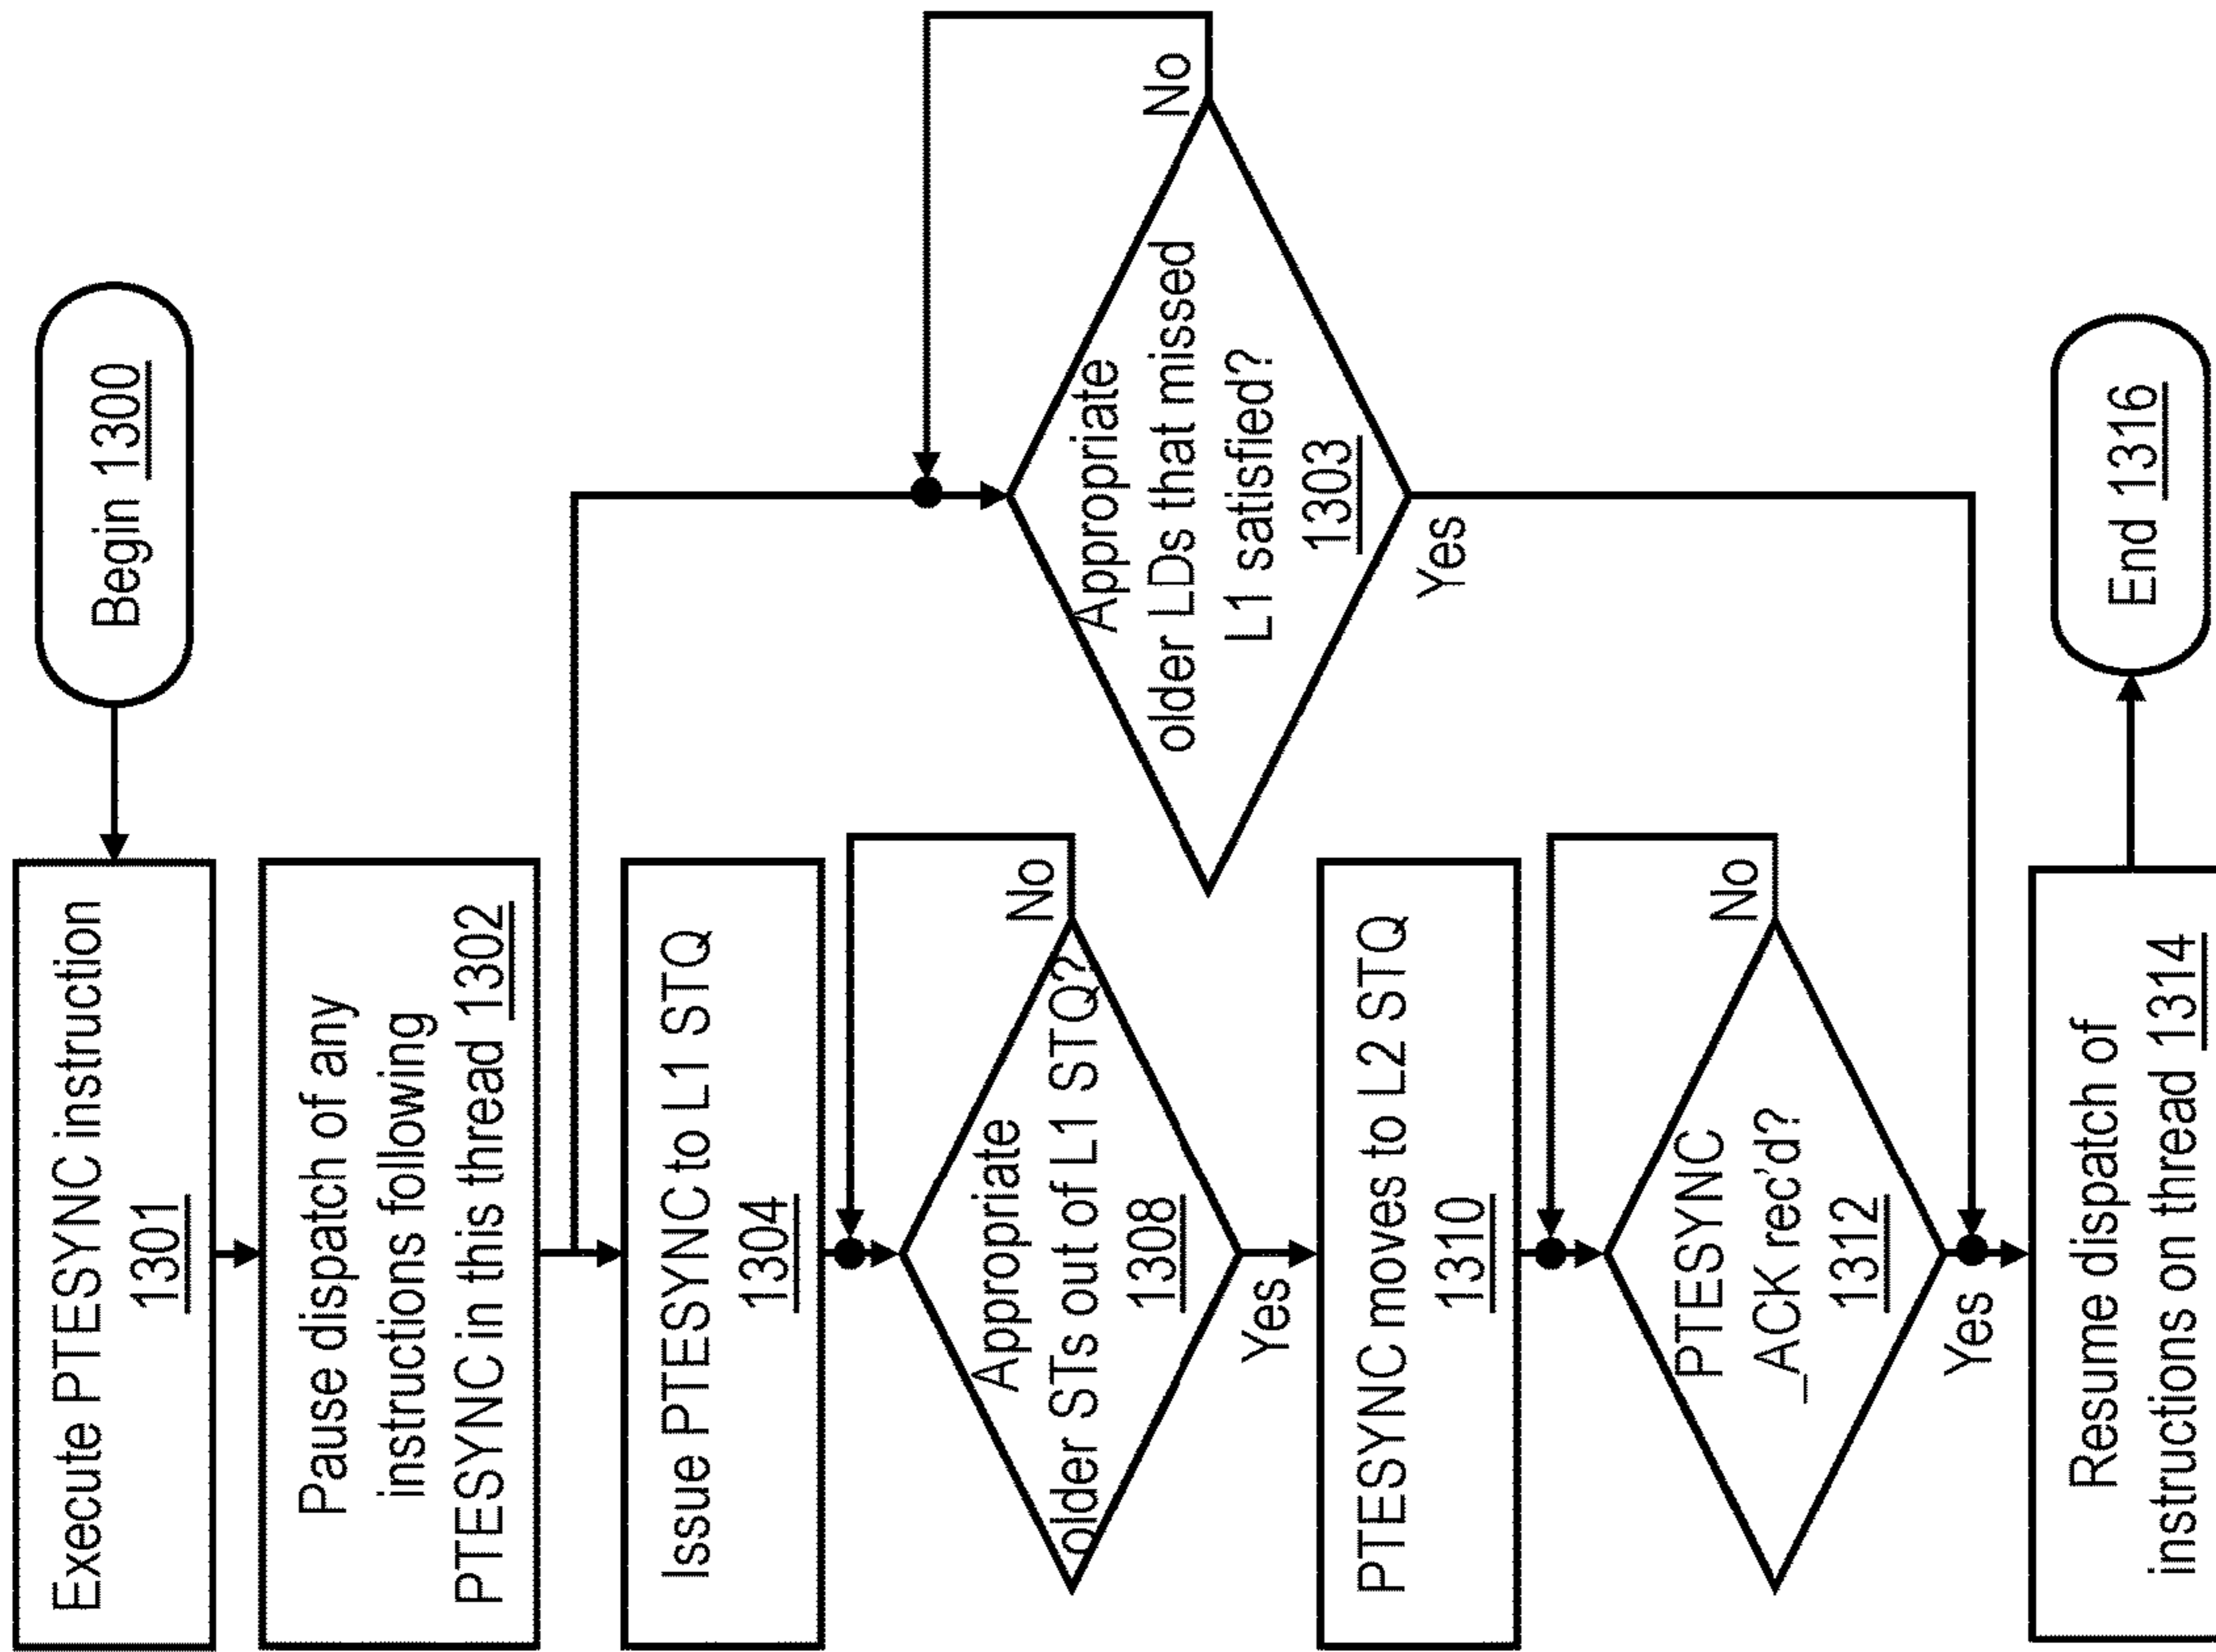 Begin 1300
Execute PTESYNC instruction
1301
Pause dispatch of any
instructions following
PTESYNC in this thread 1302
Issue PTESYNC to L1 STQ
1304
Appropriate
older STs out of L1 STQ?
1308
No
Yes
Appropriate
older LDs that missed
L1 satisfied?
1303
No
Yes
PTESYNC moves to L2 STQ
1310
PTESYNC
_ACK rec'd?
1312
No
Yes
Resume dispatch of
instructions on thread 1314
End 1316